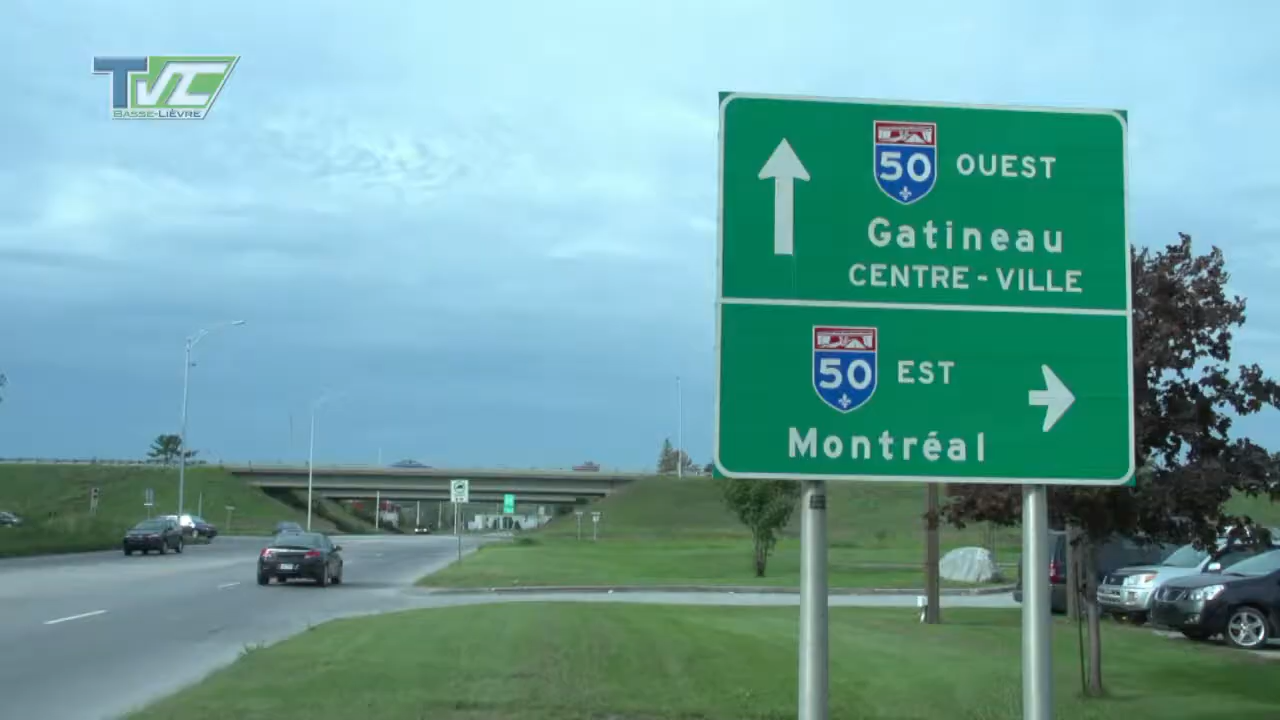 TVC
BASSE-LIÈVRE
50 OUEST
Gatineau
CENTRE-VILLE
50 EST
Montréal